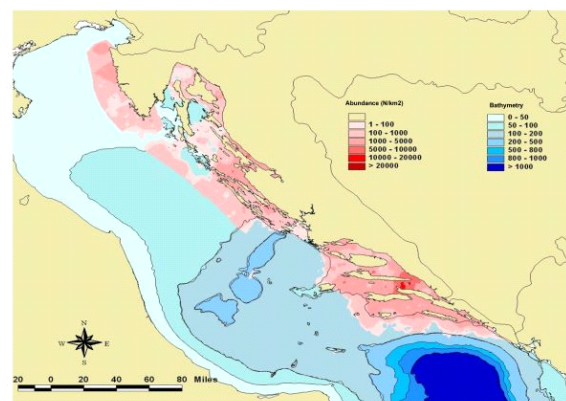 Abundance (N/km2)
1 - 100
100 - 1000
1000 - 5000
5000 - 10000
10000 - 20000
> 20000
Bathymetry
0 - 50
50 - 100
100 - 200
200 - 500
500 - 800
800 - 1000
> 1000
N
W E
S
20 0 20 40 60 80 Miles